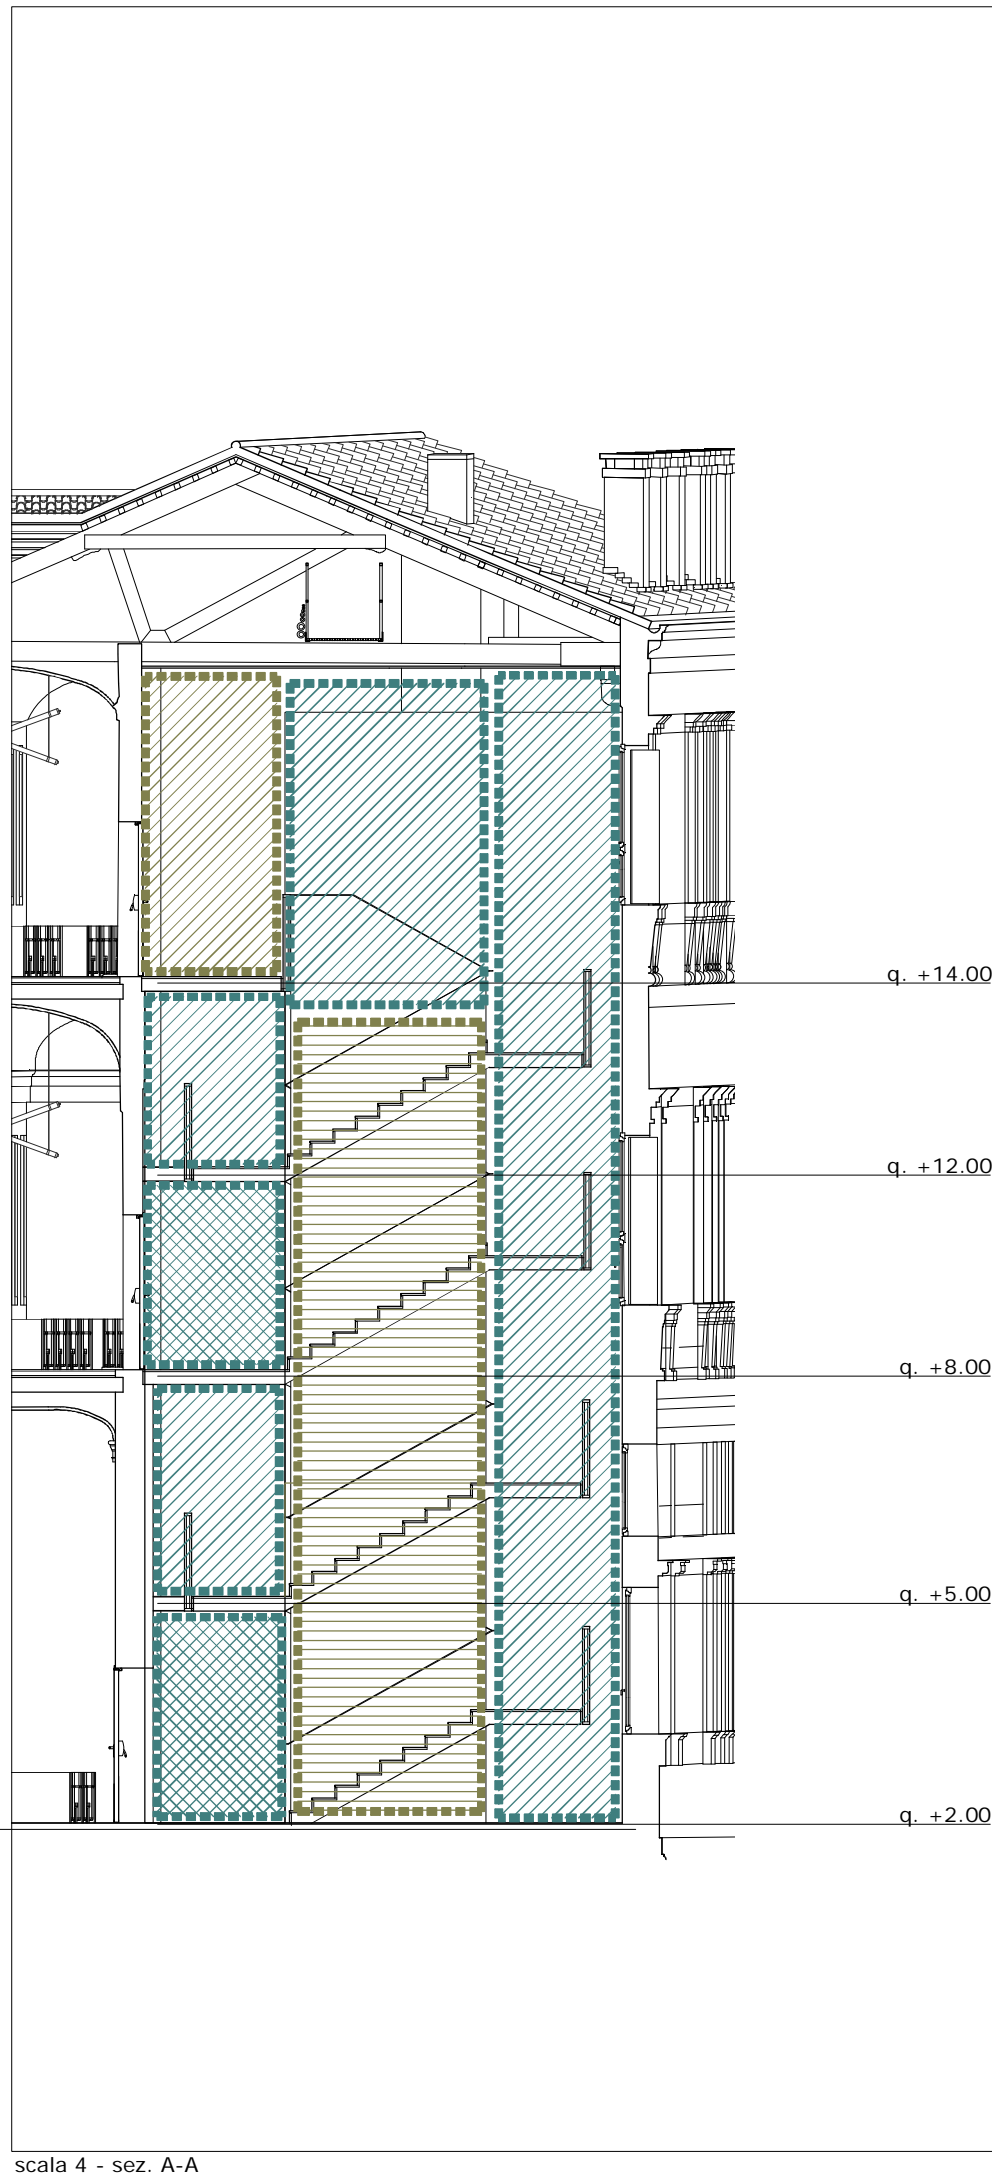 q. +14.00
q. +12.00
q. +8.00
q. +5.00
q. +2.00
scala 4 - sez. A-A